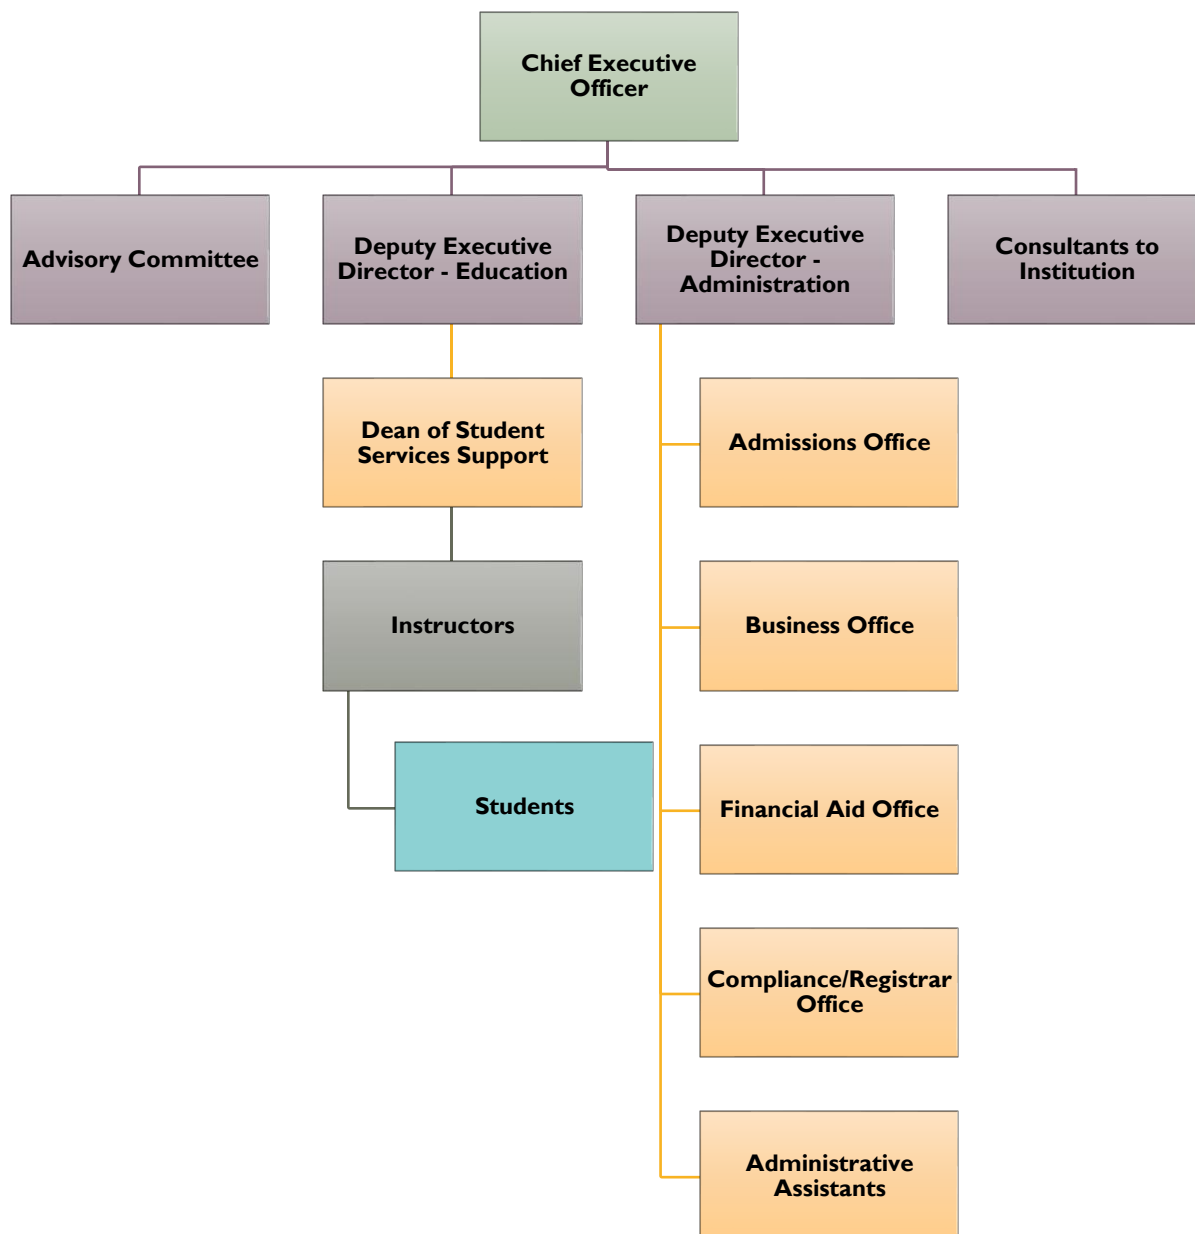 Chief Executive
Officer
Advisory Committee
Deputy Executive
Director - Education
Deputy Executive
Director -
Administration
Consultants to
Institution
Dean of Student
Services Support
Admissions Office
Instructors
Business Office
Students
Financial Aid Office
Compliance/Registrar
Office
Administrative
Assistants